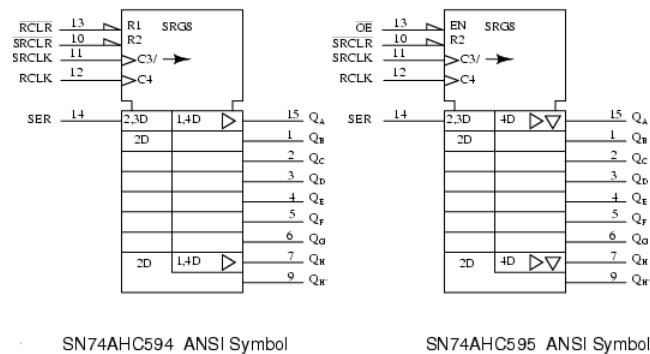 RCLR 13 R1 SRG8
SRCLR 10 R2
SRCLK 11 C3/
RCLK 12 C4
SER 14 2,3D 1,4D 15 QA
2D 1 QB
2 QC
3 QD
4 QE
5 QF
6 QG
2D 1,4D 7 QH
9 QH'
SN74AHC594 ANSI Symbol
OE 13 EN SRG8
SRCLR 10 R2
SRCLK 11 C3/
RCLK 12 C4
SER 14 2,3D 4D 15 QA
2D 1 QB
2 QC
3 QD
4 QE
5 QF
6 QG
2D 4D 7 QH
9 QH'
SN74AHC595 ANSI Symbol